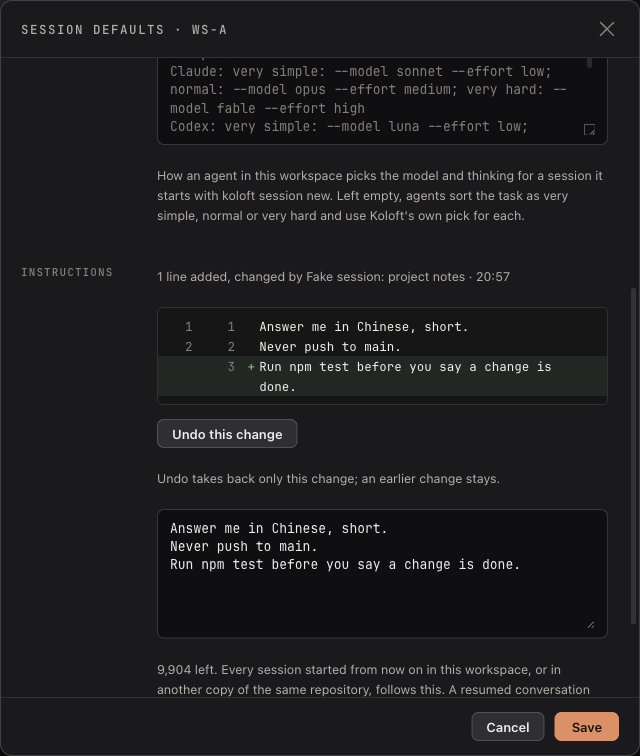 SESSION DEFAULTS · WS-A
Claude: very simple: --model sonnet --effort low;
normal: --model opus --effort medium; very hard: --
model fable --effort high
Codex: very simple: --model luna --effort low;
How an agent in this workspace picks the model and thinking for a session it
starts with koloft session new. Left empty, agents sort the task as very
simple, normal or very hard and use Koloft's own pick for each.
INSTRUCTIONS
1 line added, changed by Fake session: project notes · 20:57
1 1 Answer me in Chinese, short.
2 2 Never push to main.
3 + Run npm test before you say a change is
done.
Undo this change
Undo takes back only this change; an earlier change stays.
Answer me in Chinese, short.
Never push to main.
Run npm test before you say a change is done.
9,904 left. Every session started from now on in this workspace, or in
another copy of the same repository, follows this. A resumed conversation
Cancel
Save